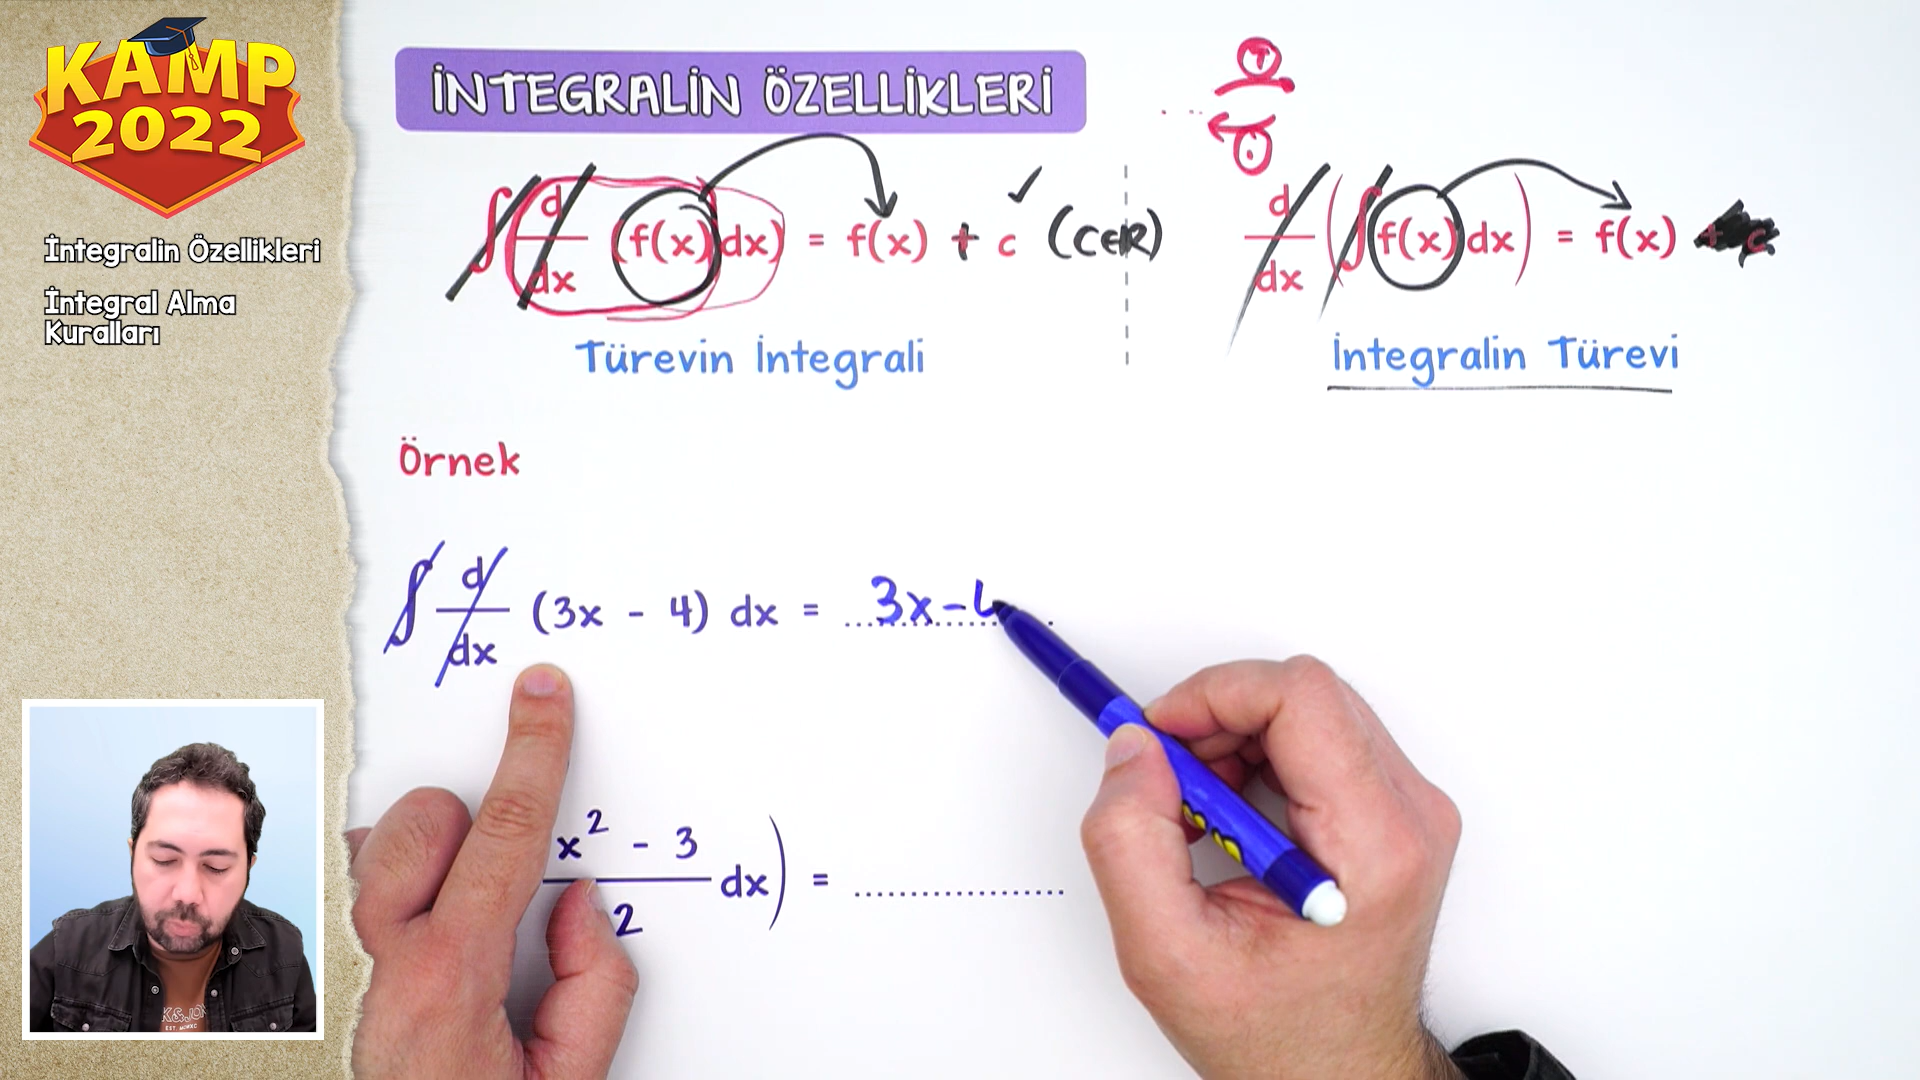 KAMP
2022
İntegralin Özellikleri
İntegral Alma
Kuralları
İNTEGRALİN ÖZELLİKLERİ
T
∫ d/dx (f(x) dx) = f(x) + c (CER)
Türevin İntegrali
d/dx (∫ f(x) dx) = f(x) + c
İntegralin Türevi
Örnek
∫ d/dx (3x - 4) dx = 3x-4
x² - 3 / 2 dx) = ....................